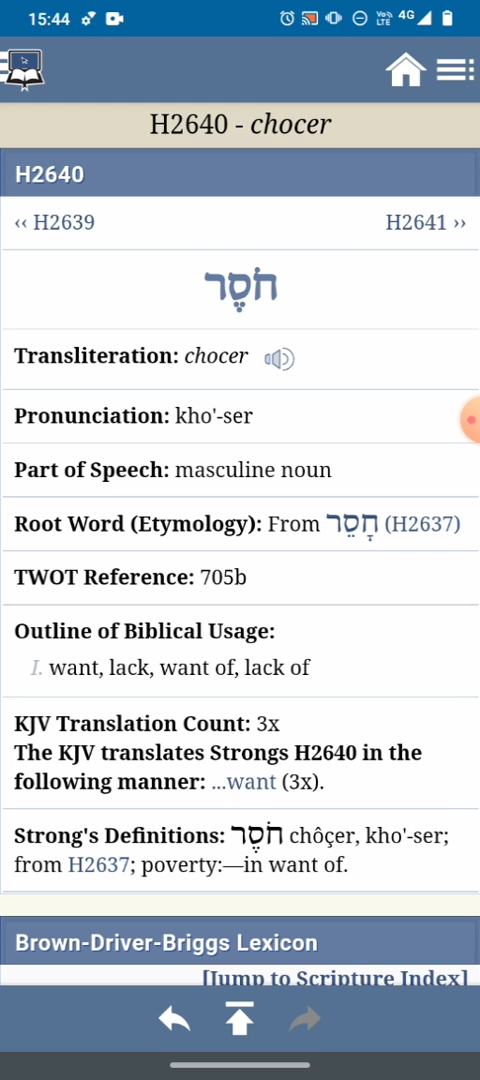 15:44 Vo) LTE 4G
H2640 - chocer
H2640
‹‹ H2639 H2641 ››
חֹסֶר
Transliteration: chocer
Pronunciation: kho'-ser
Part of Speech: masculine noun
Root Word (Etymology): From חָסֵר (H2637)
TWOT Reference: 705b
Outline of Biblical Usage:
I. want, lack, want of, lack of
KJV Translation Count: 3x
The KJV translates Strongs H2640 in the
following manner: ...want (3x).
Strong's Definitions: חֹסֶר chôçer, kho'-ser;
from H2637; poverty:—in want of.
Brown-Driver-Briggs Lexicon
[Jump to Scripture Index]